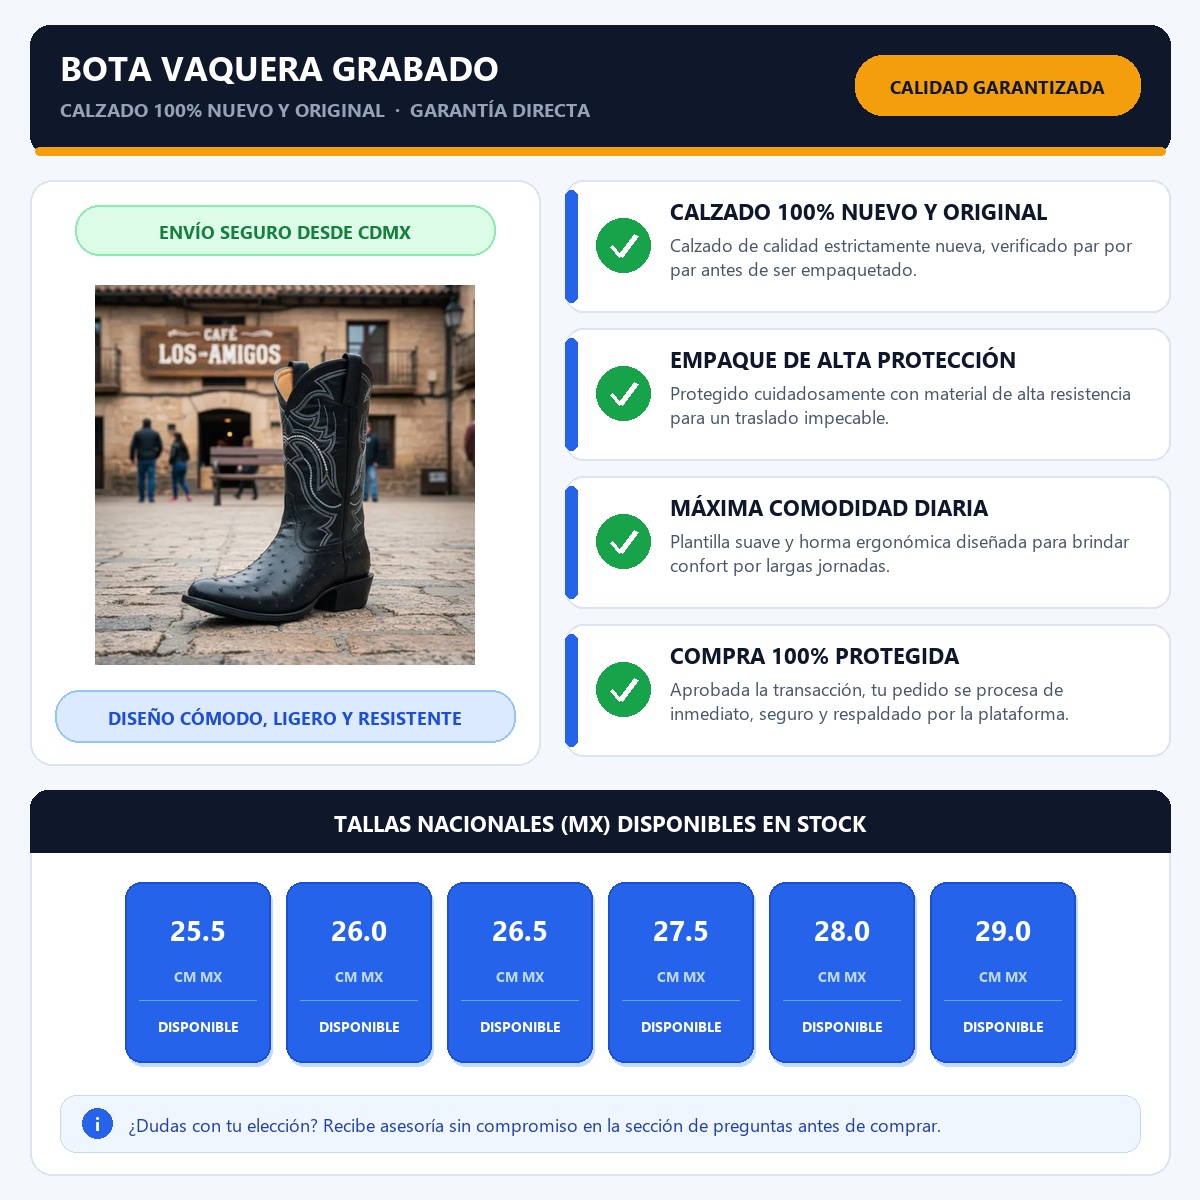 BOTA VAQUERA GRABADO
CALZADO 100% NUEVO Y ORIGINAL · GARANTÍA DIRECTA
CALIDAD GARANTIZADA
ENVÍO SEGURO DESDE CDMX
CAFÉ
LOS-AMIGOS
DISEÑO CÓMODO, LIGERO Y RESISTENTE
CALZADO 100% NUEVO Y ORIGINAL
Calzado de calidad estrictamente nueva, verificado par por
par antes de ser empaquetado.
EMPAQUE DE ALTA PROTECCIÓN
Protegido cuidadosamente con material de alta resistencia
para un traslado impecable.
MÁXIMA COMODIDAD DIARIA
Plantilla suave y horma ergonómica diseñada para brindar
confort por largas jornadas.
COMPRA 100% PROTEGIDA
Aprobada la transacción, tu pedido se procesa de
inmediato, seguro y respaldado por la plataforma.
TALLAS NACIONALES (MX) DISPONIBLES EN STOCK
25.5
CM MX
DISPONIBLE
26.0
CM MX
DISPONIBLE
26.5
CM MX
DISPONIBLE
27.5
CM MX
DISPONIBLE
28.0
CM MX
DISPONIBLE
29.0
CM MX
DISPONIBLE
¿Dudas con tu elección? Recibe asesoría sin compromiso en la sección de preguntas antes de comprar.